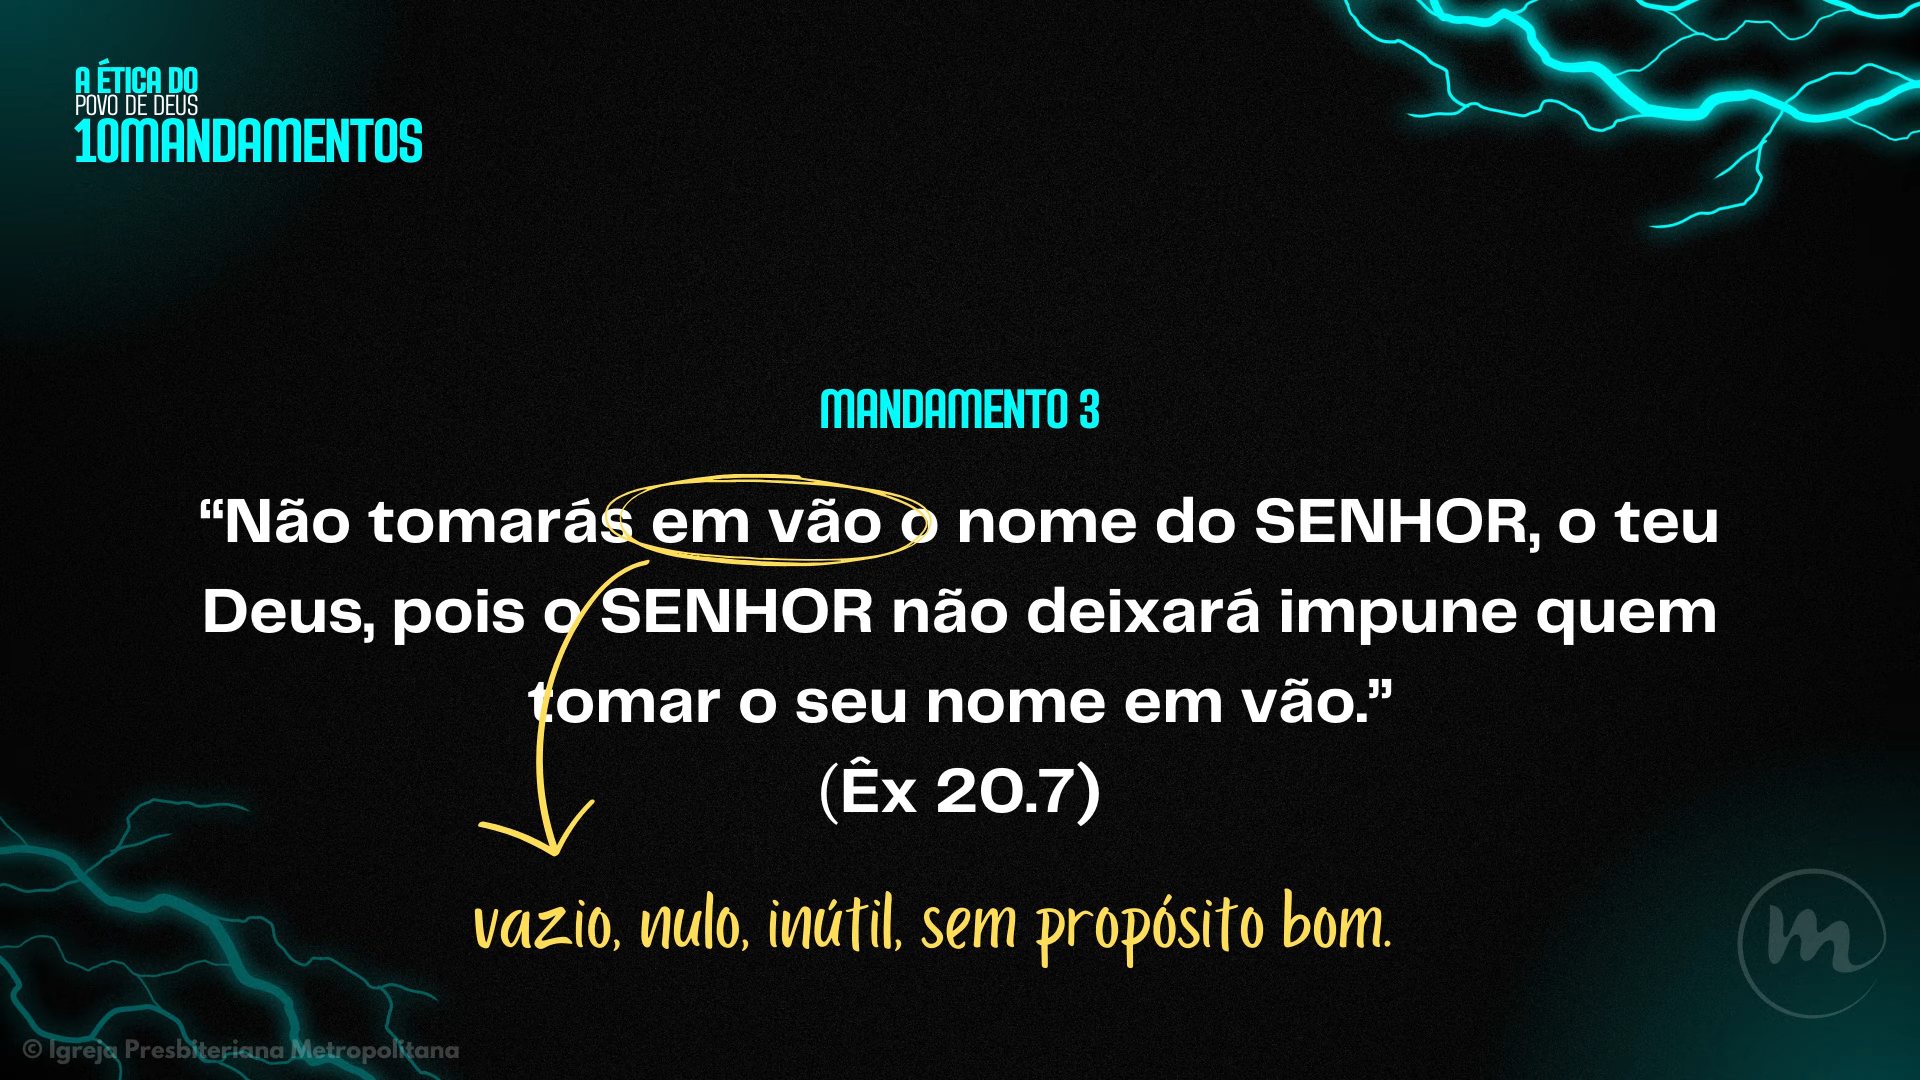 A ÉTICA DO
POVO DE DEUS
10MANDAMENTOS
MANDAMENTO 3
“Não tomarás em vão o nome do SENHOR, o teu
Deus, pois o SENHOR não deixará impune quem
tomar o seu nome em vão.”
(Êx 20.7)
vazio, nulo, inútil, sem propósito bom.
m
© Igreja Presbiteriana Metropolitana